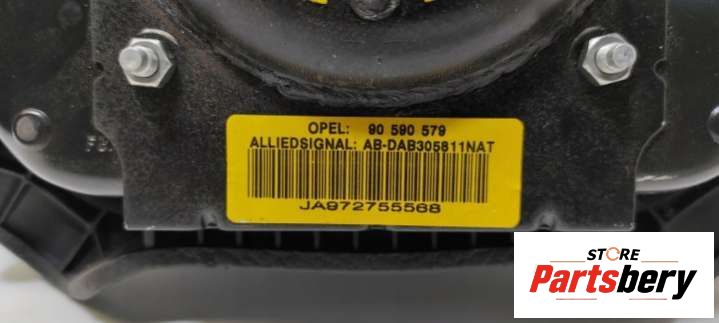 OPEL: 90 590 579
ALLIEDSIGNAL: AB-DAB305811NAT
JA972755568
STORE
Partsbery